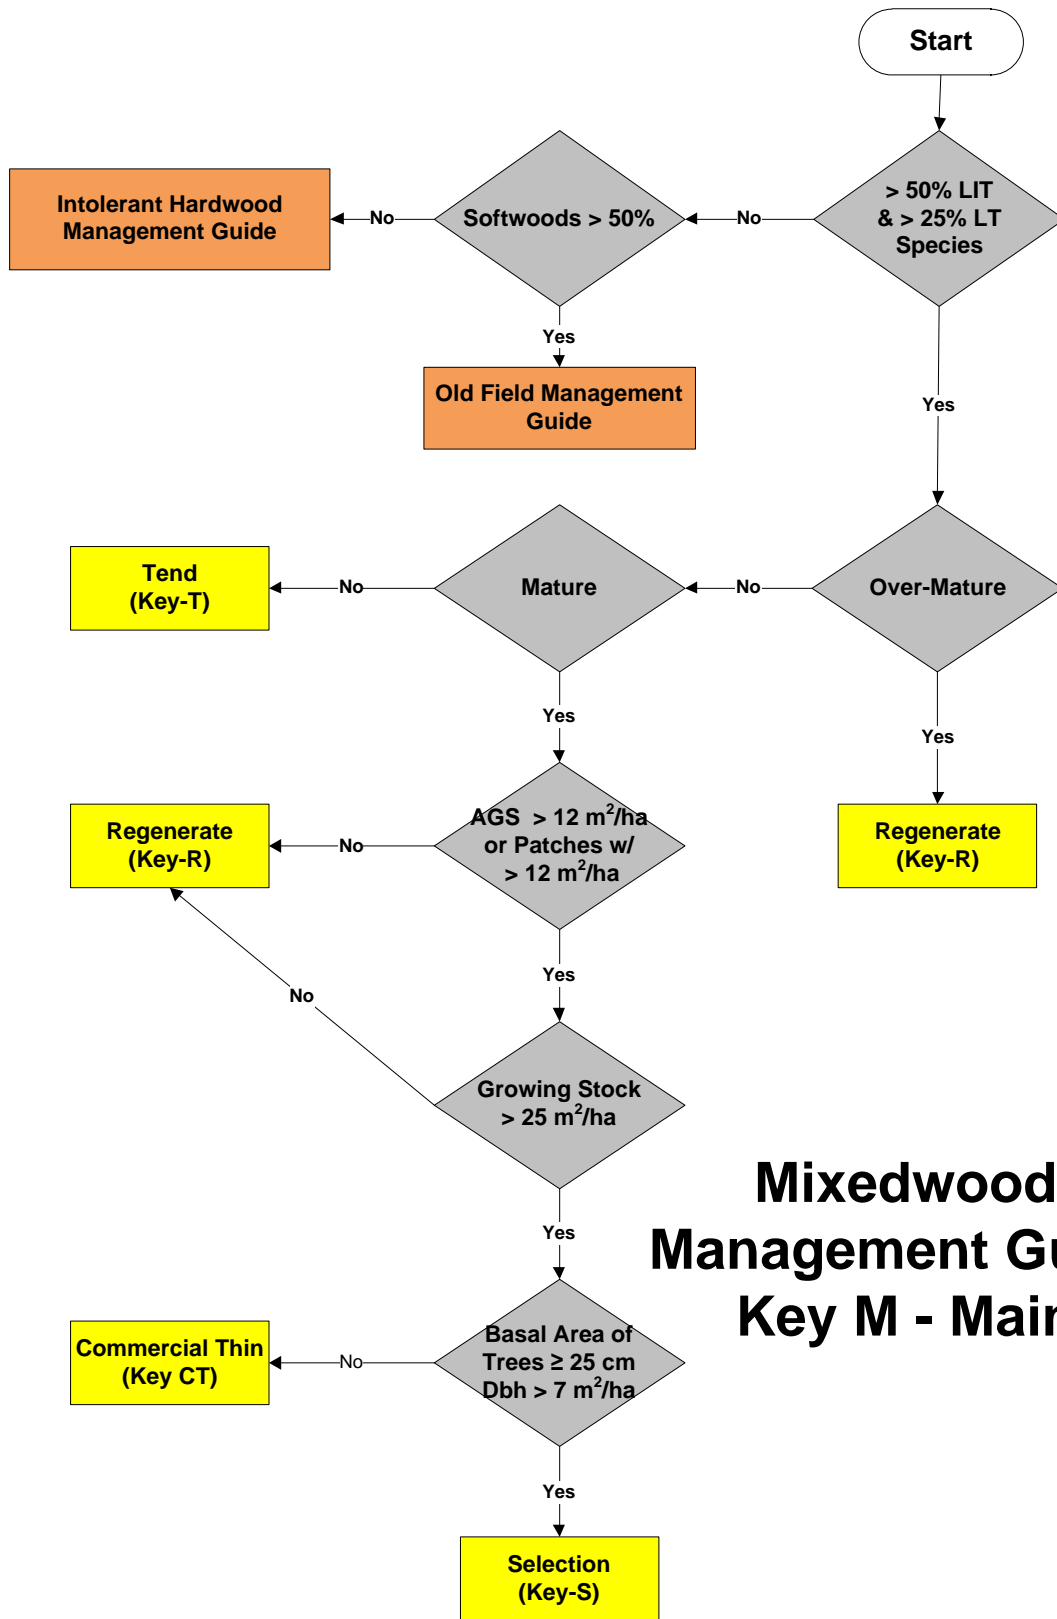 Start
> 50% LIT
& > 25% LT
Species
No
Softwoods > 50%
No
Intolerant Hardwood
Management Guide
Yes
Old Field Management
Guide
Yes
Over-Mature
No
Mature
No
Tend
(Key-T)
Yes
Yes
Regenerate
(Key-R)
AGS > 12 m²/ha
or Patches w/
> 12 m²/ha
No
Regenerate
(Key-R)
Yes
No
Growing Stock
> 25 m²/ha
Yes
Mixedwood
Management Gu
Key M - Main
Basal Area of
Trees ≥ 25 cm
Dbh > 7 m²/ha
No
Commercial Thin
(Key CT)
Yes
Selection
(Key-S)